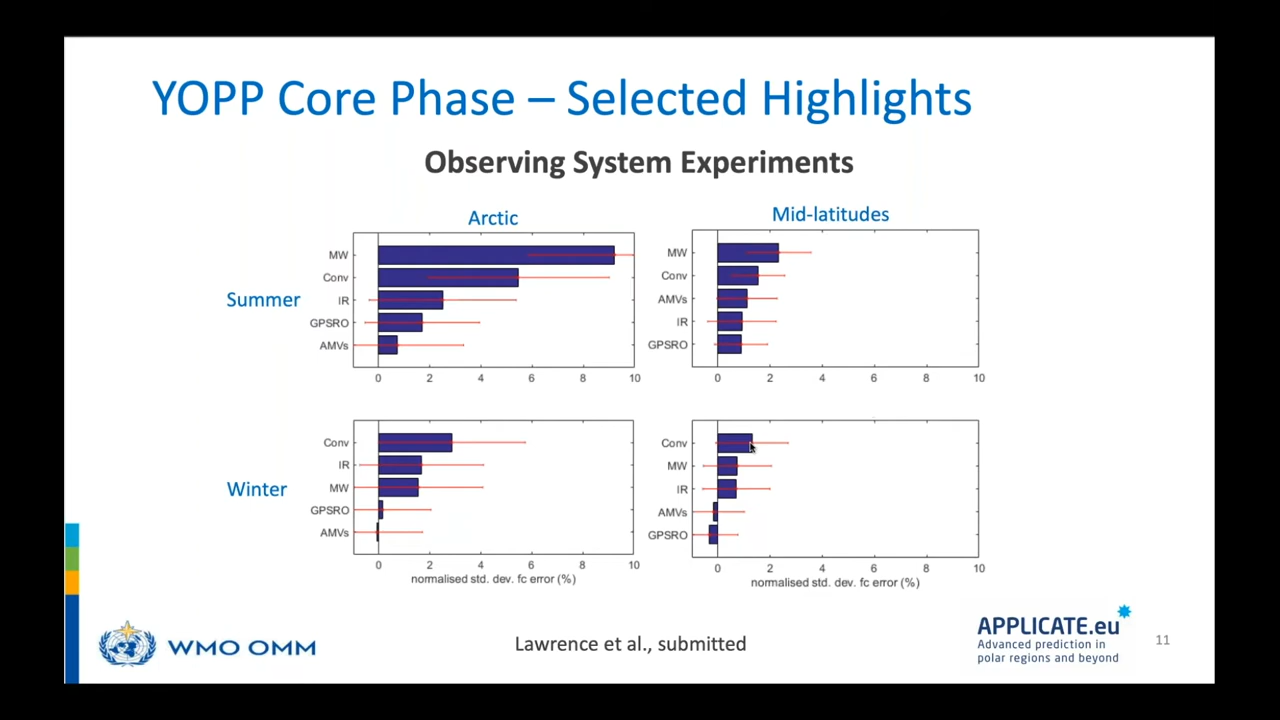 YOPP Core Phase – Selected Highlights
Observing System Experiments
Arctic
Mid-latitudes
Summer
MW
Conv
IR
GPSRO
AMVs
0 2 4 6 8 10
MW
Conv
AMVs
IR
GPSRO
0 2 4 6 8 10
Winter
Conv
IR
MW
GPSRO
AMVs
0 2 4 6 8 10
normalised std. dev. fc error (%)
Conv
MW
IR
AMVs
GPSRO
0 2 4 6 8 10
normalised std. dev. fc error (%)
WMO OMM
Lawrence et al., submitted
APPLICATE.eu
Advanced prediction in
polar regions and beyond
11